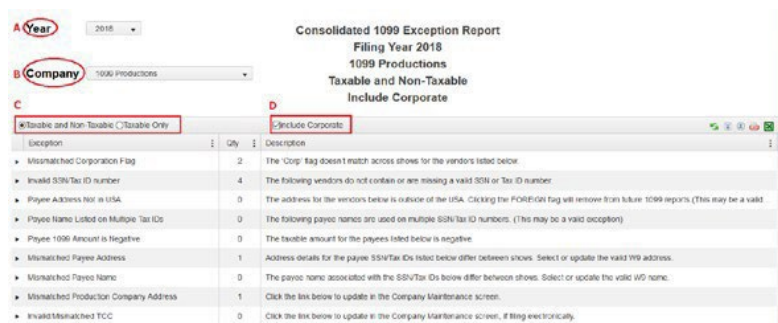 A Year 2018
Consolidated 1099 Exception Report
Filing Year 2018
B Company 1099 Productions
1099 Productions
Taxable and Non-Taxable
Include Corporate
C
D
Taxable and Non-Taxable Taxable Only
Include Corporate
Exception Qty Description
Missmatched Corporation Flag 2 The 'Corp' flag doesn't match across shows for the vendors listed below.
Invalid SSN/Tax ID number 4 The following vendors do not contain or are missing a valid SSN or Tax ID number
Payee Address Not in USA 0 The address for the vendors below is outside of the USA. Clicking the FOREIGN flag will remove from future 1099 reports (This may be a valid...
Payee Name Listed on Multiple Tax IDs 0 The following payee names are used on multiple SSN/Tax ID numbers. (This may be a valid exception)
Payee 1099 Amount is Negative 0 The taxable amount for the payees listed below is negative.
Mismatched Payee Address 1 Address details for the payee SSN/Tax IDs listed below differ between shows. Select or update the valid W9 address.
Mismatched Payee Name 0 The payee name associated with the SSN/Tax IDs below differ between shows. Select or update the valid W9 name.
Mismatched Production Company Address 1 Click the link below to update in the Company Maintenance screen.
Invalid/Mismatched TCC 0 Click the link below to update in the Company Maintenance screen, if filing electronically.